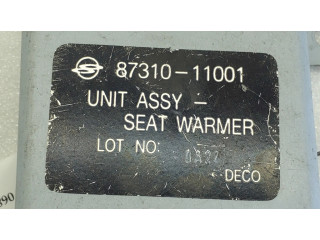 87310-11001
UNIT ASSY -
SEAT WARMER
LOT NO:
DECO